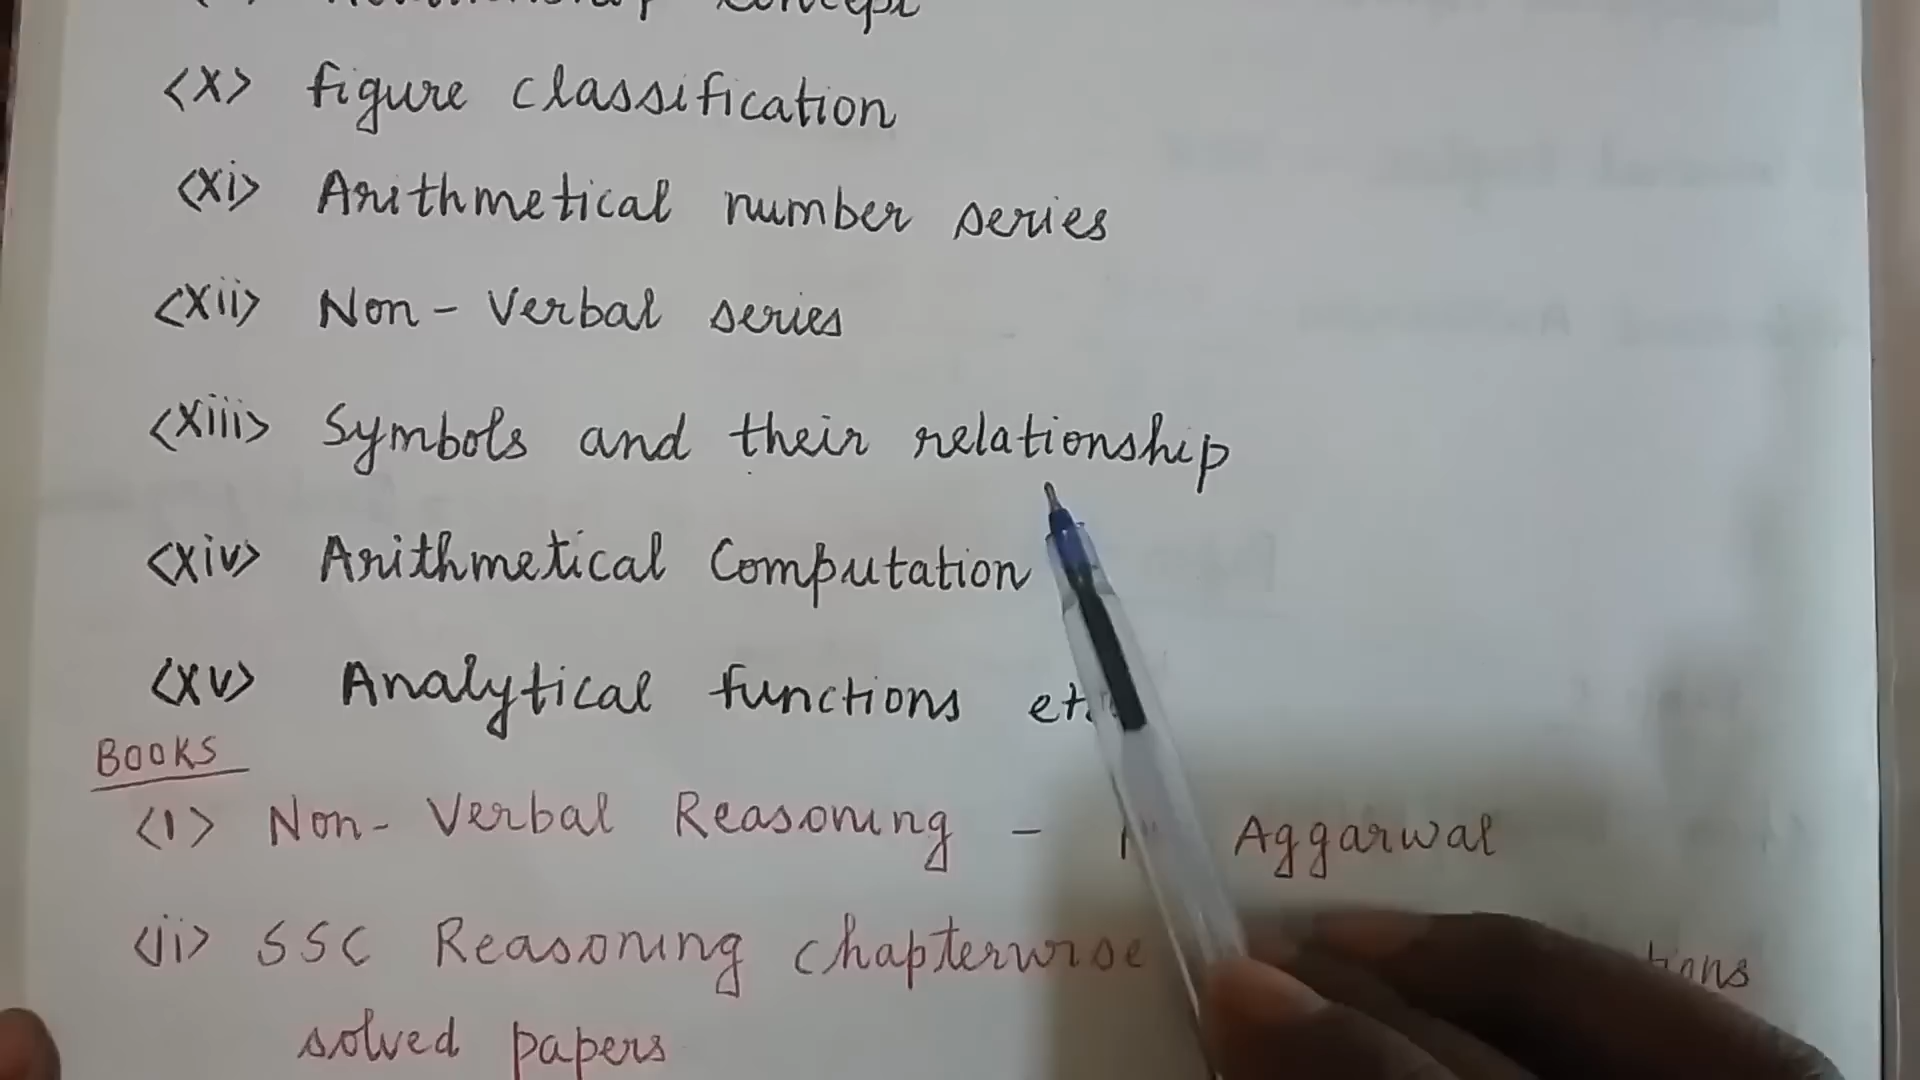 Concept
<x> figure classification
<xi> Arithmetical number series
<xii> Non-Verbal series
<xiii> Symbols and their relationship
<xiv> Arithmetical Computation
<xv> Analytical functions
BOOKS
<i> Non-Verbal Reasoning - Aggarwal
<ii> SSC Reasoning chapterwise
solved papers